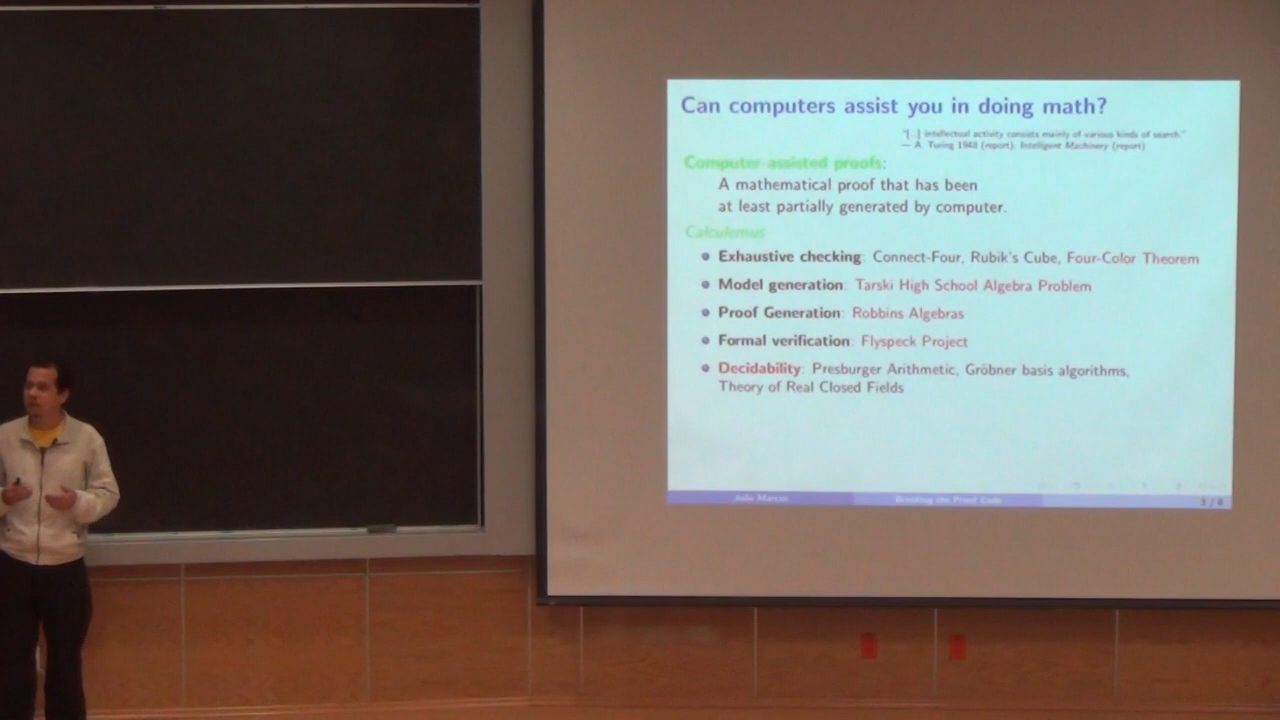 Can computers assist you in doing math?
"[...] intellectual activity consists mainly of various kinds of search."
— A. Turing 1948 (report), Intelligent Machinery (report)
Computer-assisted proofs:
A mathematical proof that has been
at least partially generated by computer.
Calculemus
Exhaustive checking: Connect-Four, Rubik's Cube, Four-Color Theorem
Model generation: Tarski High School Algebra Problem
Proof Generation: Robbins Algebras
Formal verification: Flyspeck Project
Decidability: Presburger Arithmetic, Gröbner basis algorithms,
Theory of Real Closed Fields
João Marcos Breaking the Proof Code